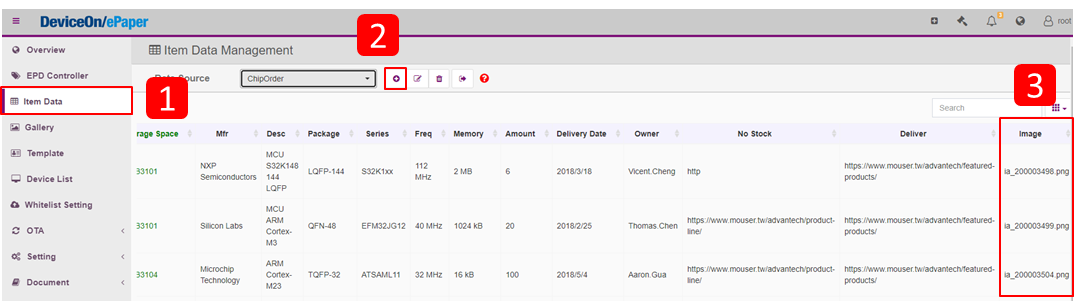 DeviceOn/ePaper
3
root
Overview
EPD Controller
Item Data
Gallery
Template
Device List
Whitelist Setting
OTA
Setting
Document
Item Data Management
2
Source
ChipOrder
1
3
Search
rage Space Mfr Desc Package Series Freq Memory Amount Delivery Date Owner No Stock Deliver Image
33101
NXP
Semiconductors
MCU
S32K148
144
LQFP
LQFP-144
S32K1xx
112
MHz
2 MB
6
2018/3/18
Vicent.Cheng
http
https://www.mouser.tw/advantech/featured-
products/
ia_200003498.png
33101
Silicon Labs
MCU
ARM
Cortex-
M3
QFN-48
EFM32JG12
40 MHz
1024 kB
20
2018/2/25
Thomas.Chen
https://www.mouser.tw/advantech/product-
line/
https://www.mouser.tw/advantech/featured-
products/
ia_200003499.png
33104
Microchip
Technology
ARM
Cortex-
M23
TQFP-32
ATSAML11
32 MHz
16 kB
100
2018/5/4
Aaron.Gua
https://www.mouser.tw/advantech/product-
line/
https://www.mouser.tw/advantech/featured-
products/
ia_200003504.png